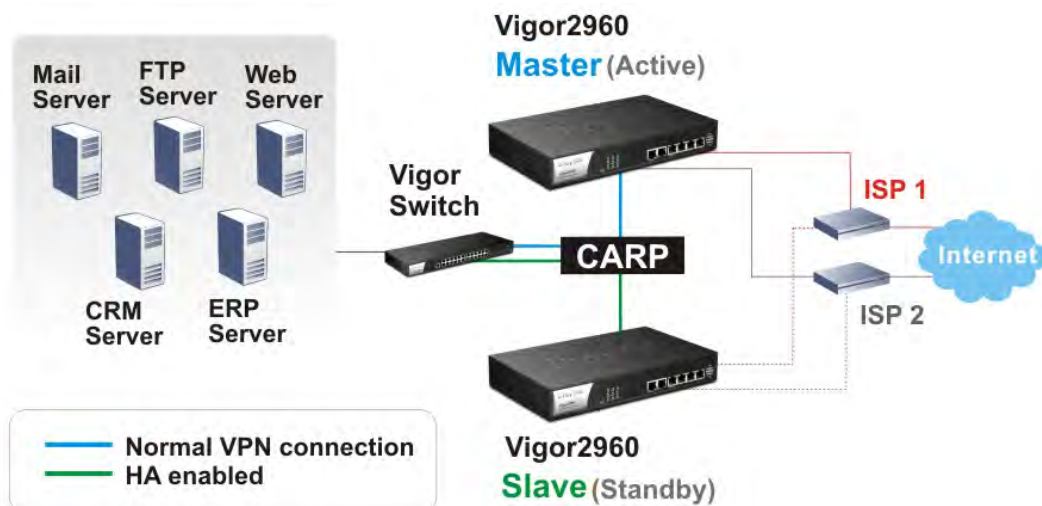 Vigor2960
Master (Active)
Mail
Server
FTP
Server
Web
Server
Vigor
Switch
ISP 1
CARP
Internet
CRM
Server
ERP
Server
ISP 2
Normal VPN connection
HA enabled
Vigor2960
Slave (Standby)